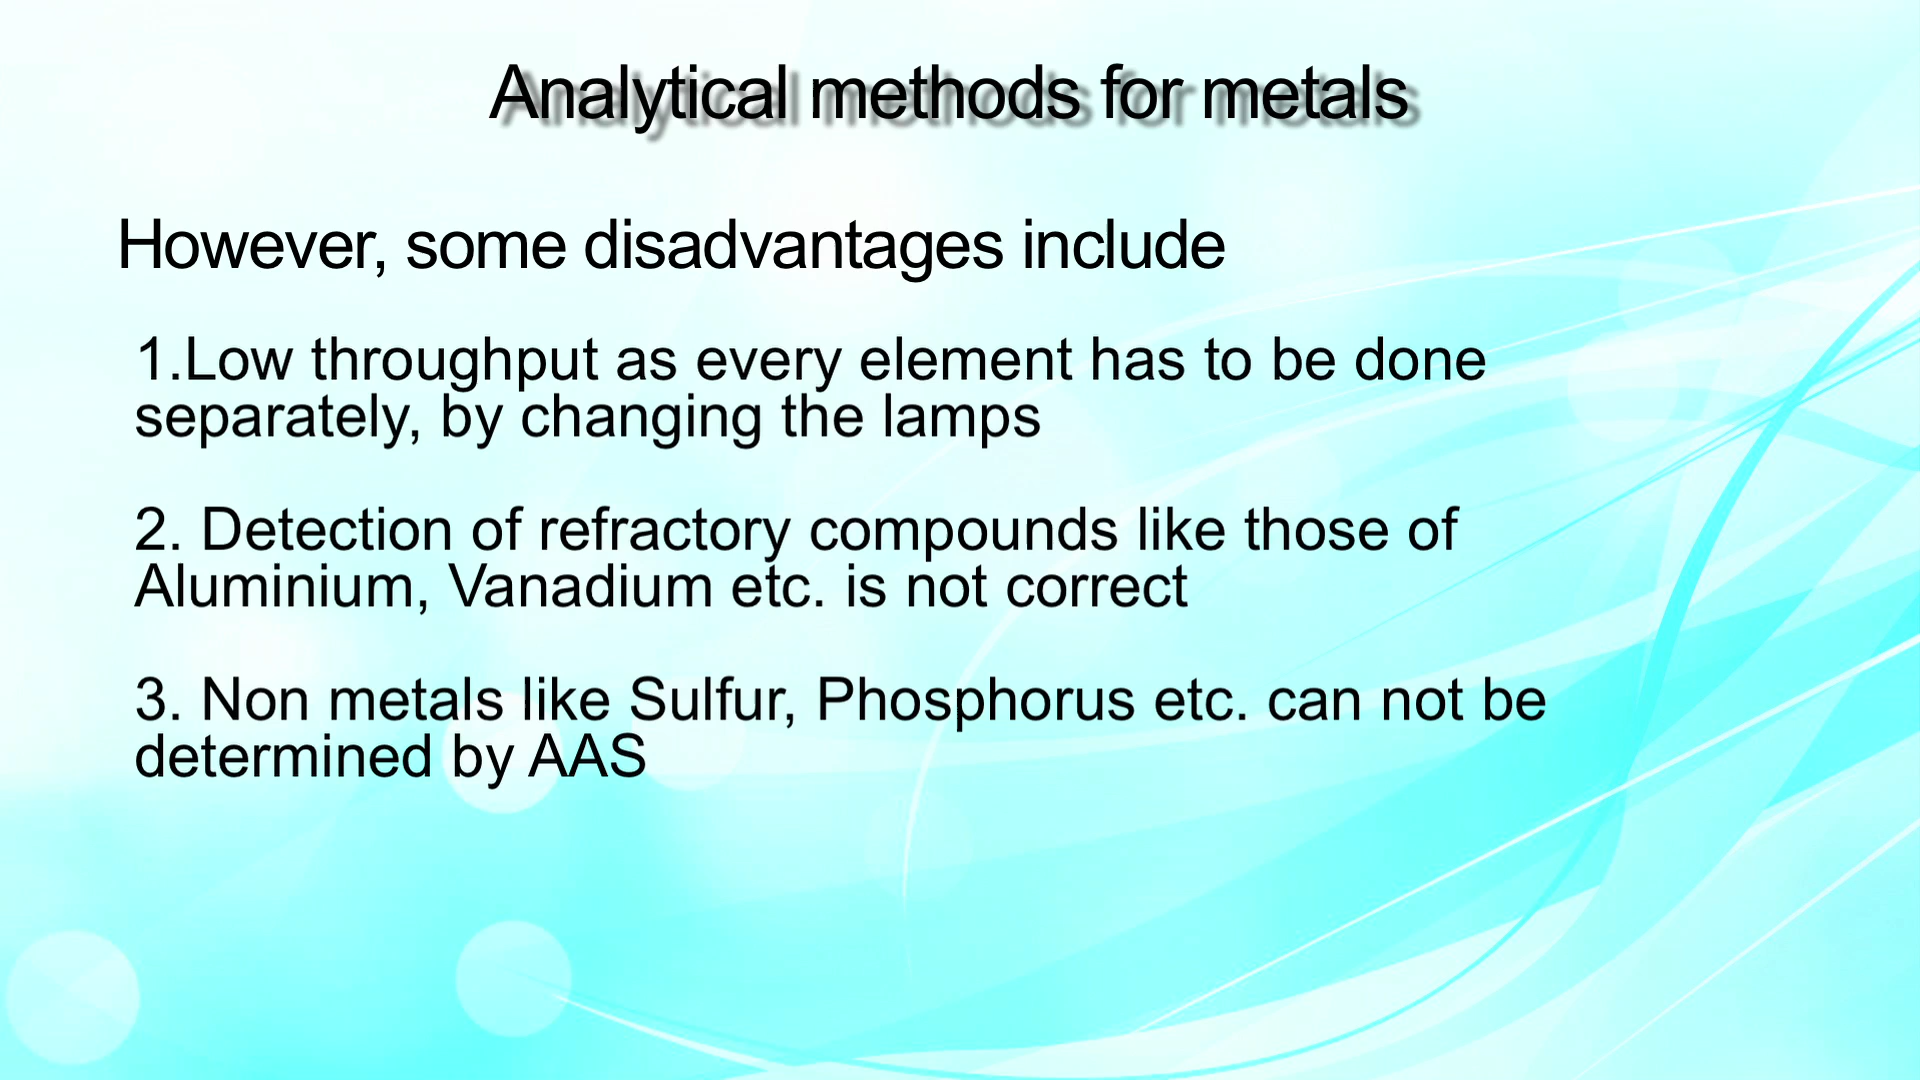 Analytical methods for metals
However, some disadvantages include
1.Low throughput as every element has to be done
separately, by changing the lamps
2. Detection of refractory compounds like those of
Aluminium, Vanadium etc. is not correct
3. Non metals like Sulfur, Phosphorus etc. can not be
determined by AAS